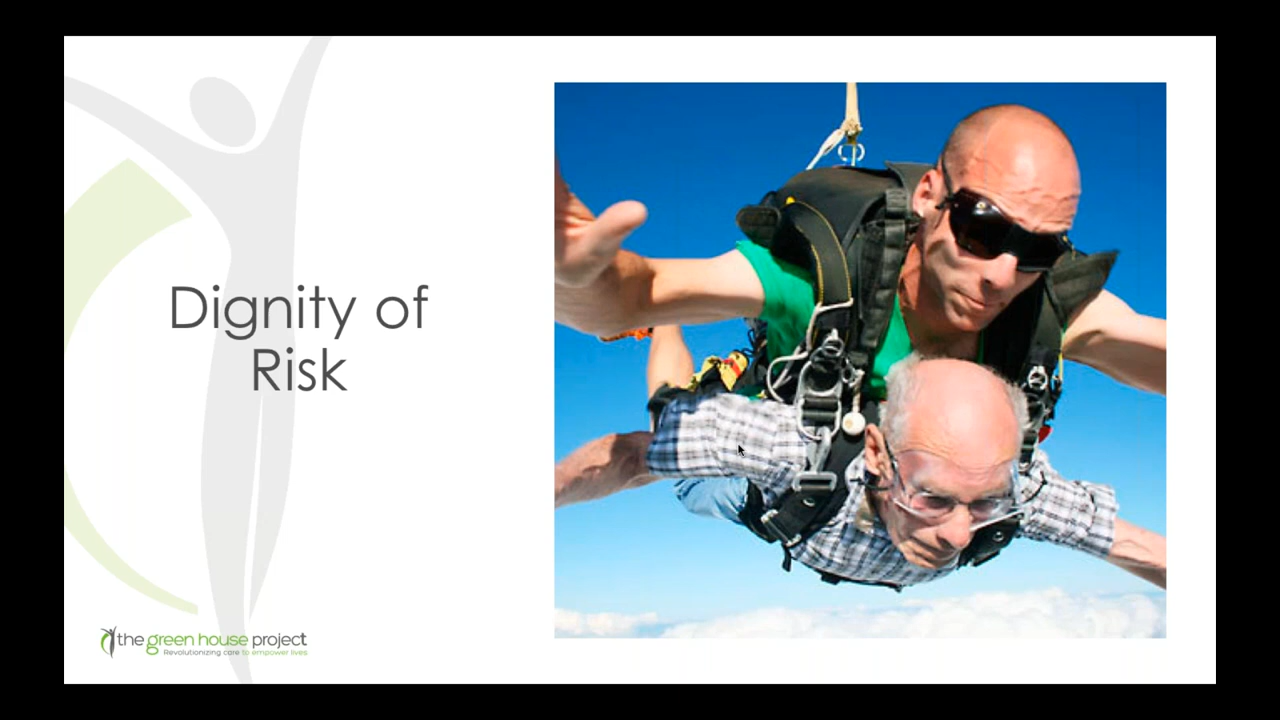 Dignity of
Risk
the green house project
Revolutionizing care to empower lives